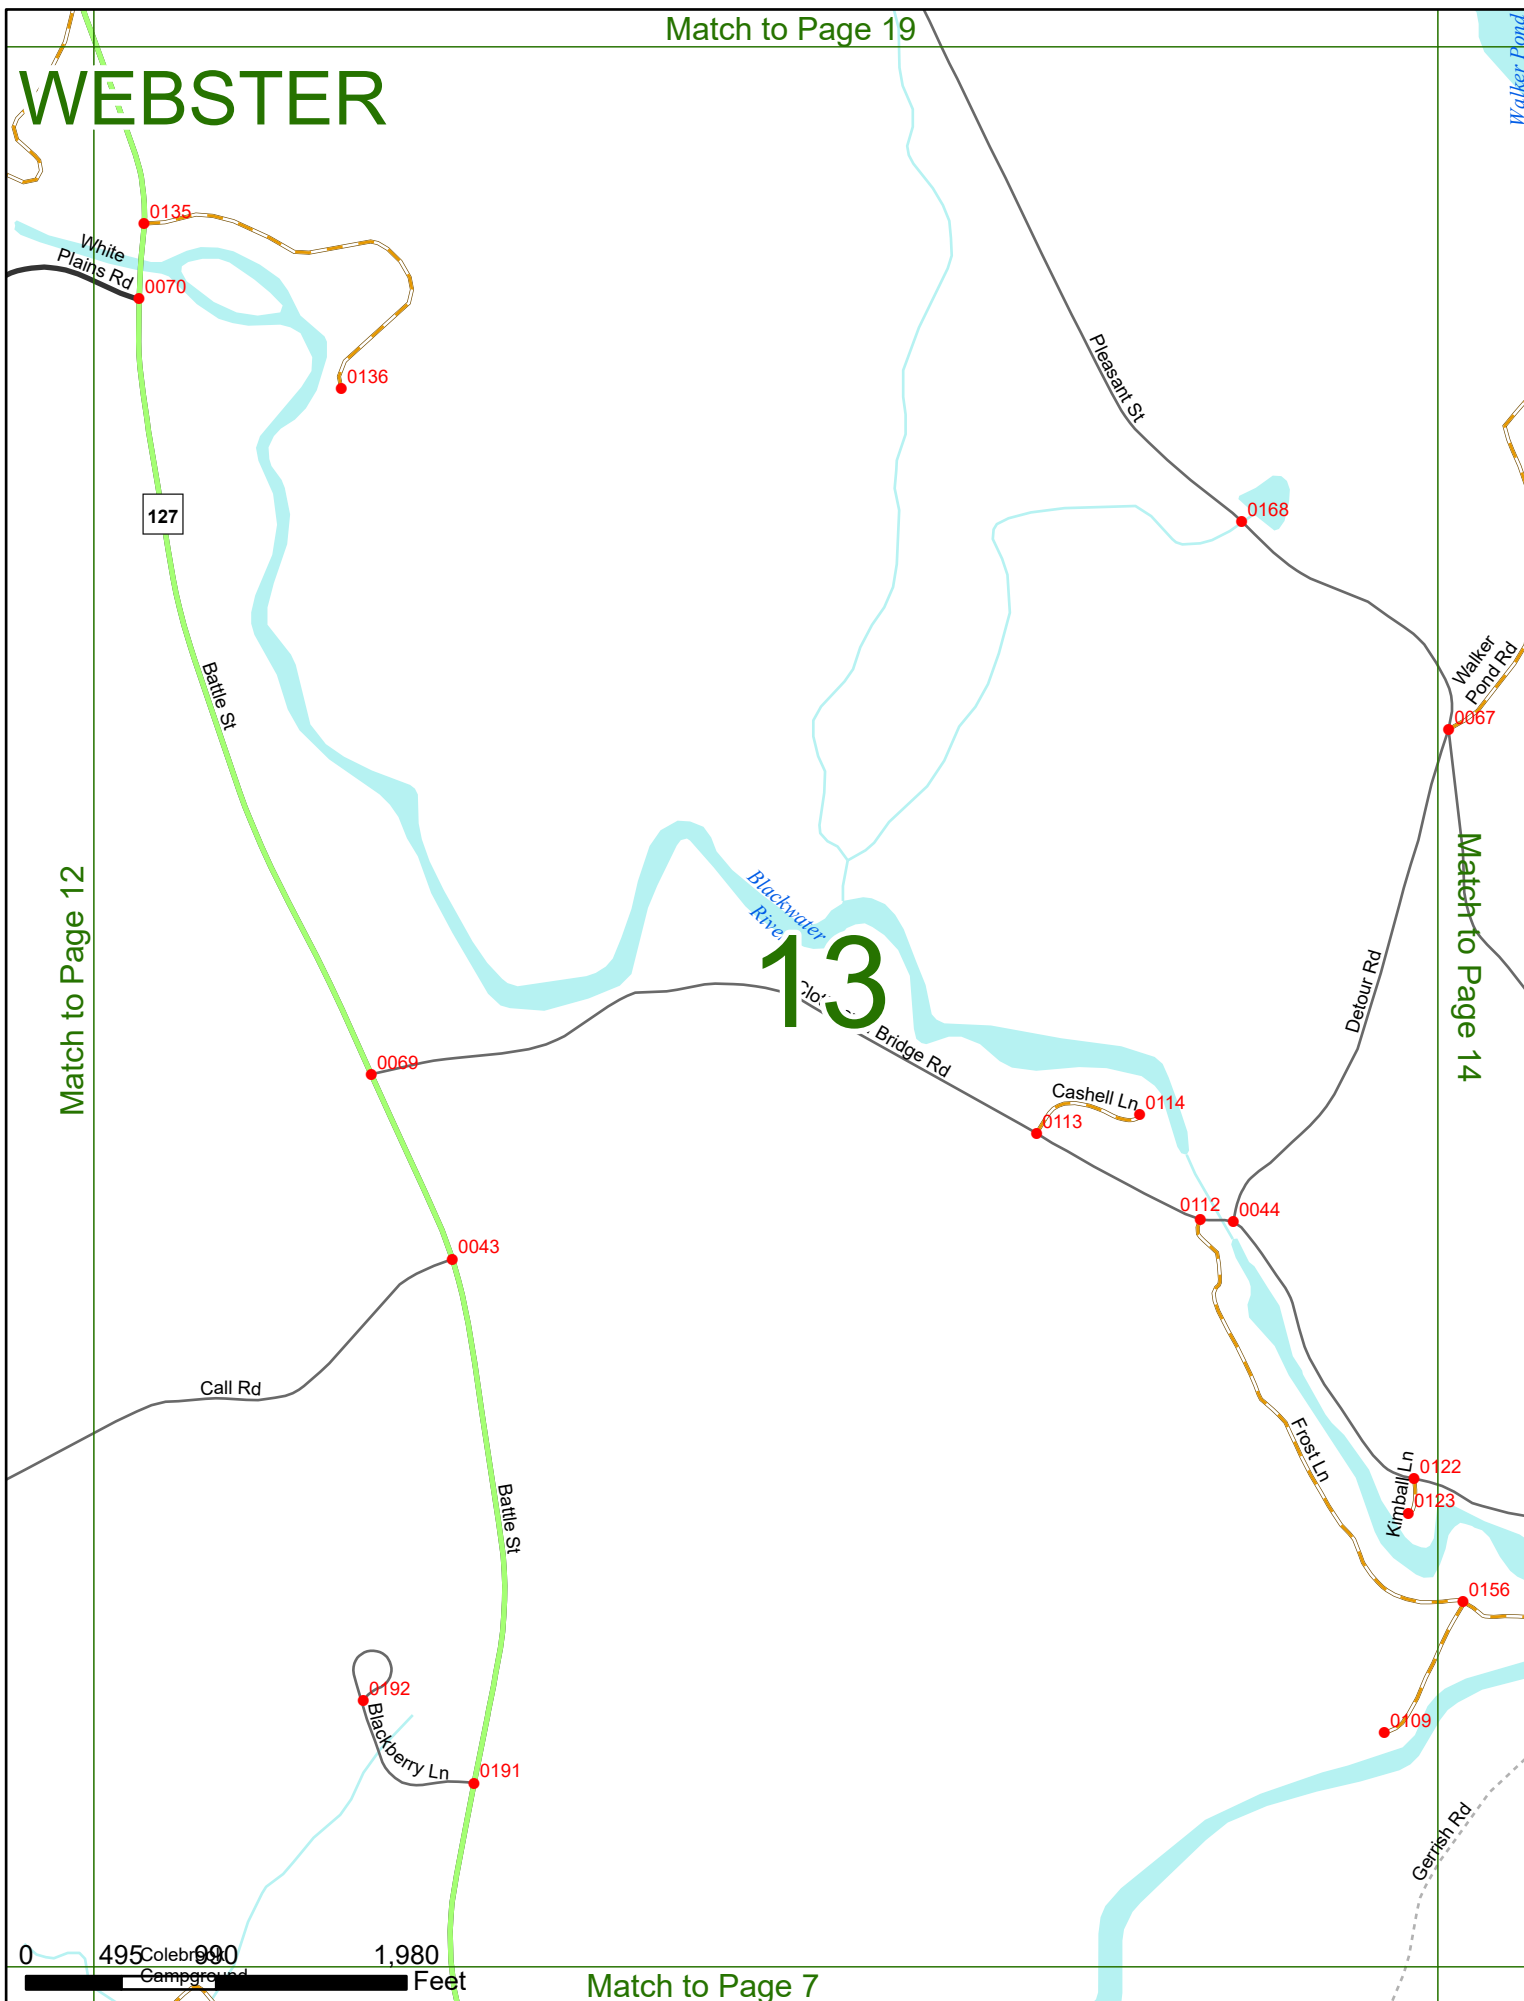 Match to Page 19
Walker Pond
WEBSTER
0135
White
Plains Rd
0070
0136
Pleasant St
127
0168
Battle St
Walker
Pond Rd
0067
Match to Page 12
Blackwater
River
13
Match to Page 14
Detour Rd
Bridge Rd
0069
Cashell Ln
0114
0113
0112
0044
0043
Call Rd
Frost Ln
Battle St
Kimball Ln
0122
0123
0156
0192
Blackberry Ln
0109
0191
Gerrish Rd
0 495 990 1,980
Colebrook
Campground
Feet
Match to Page 7